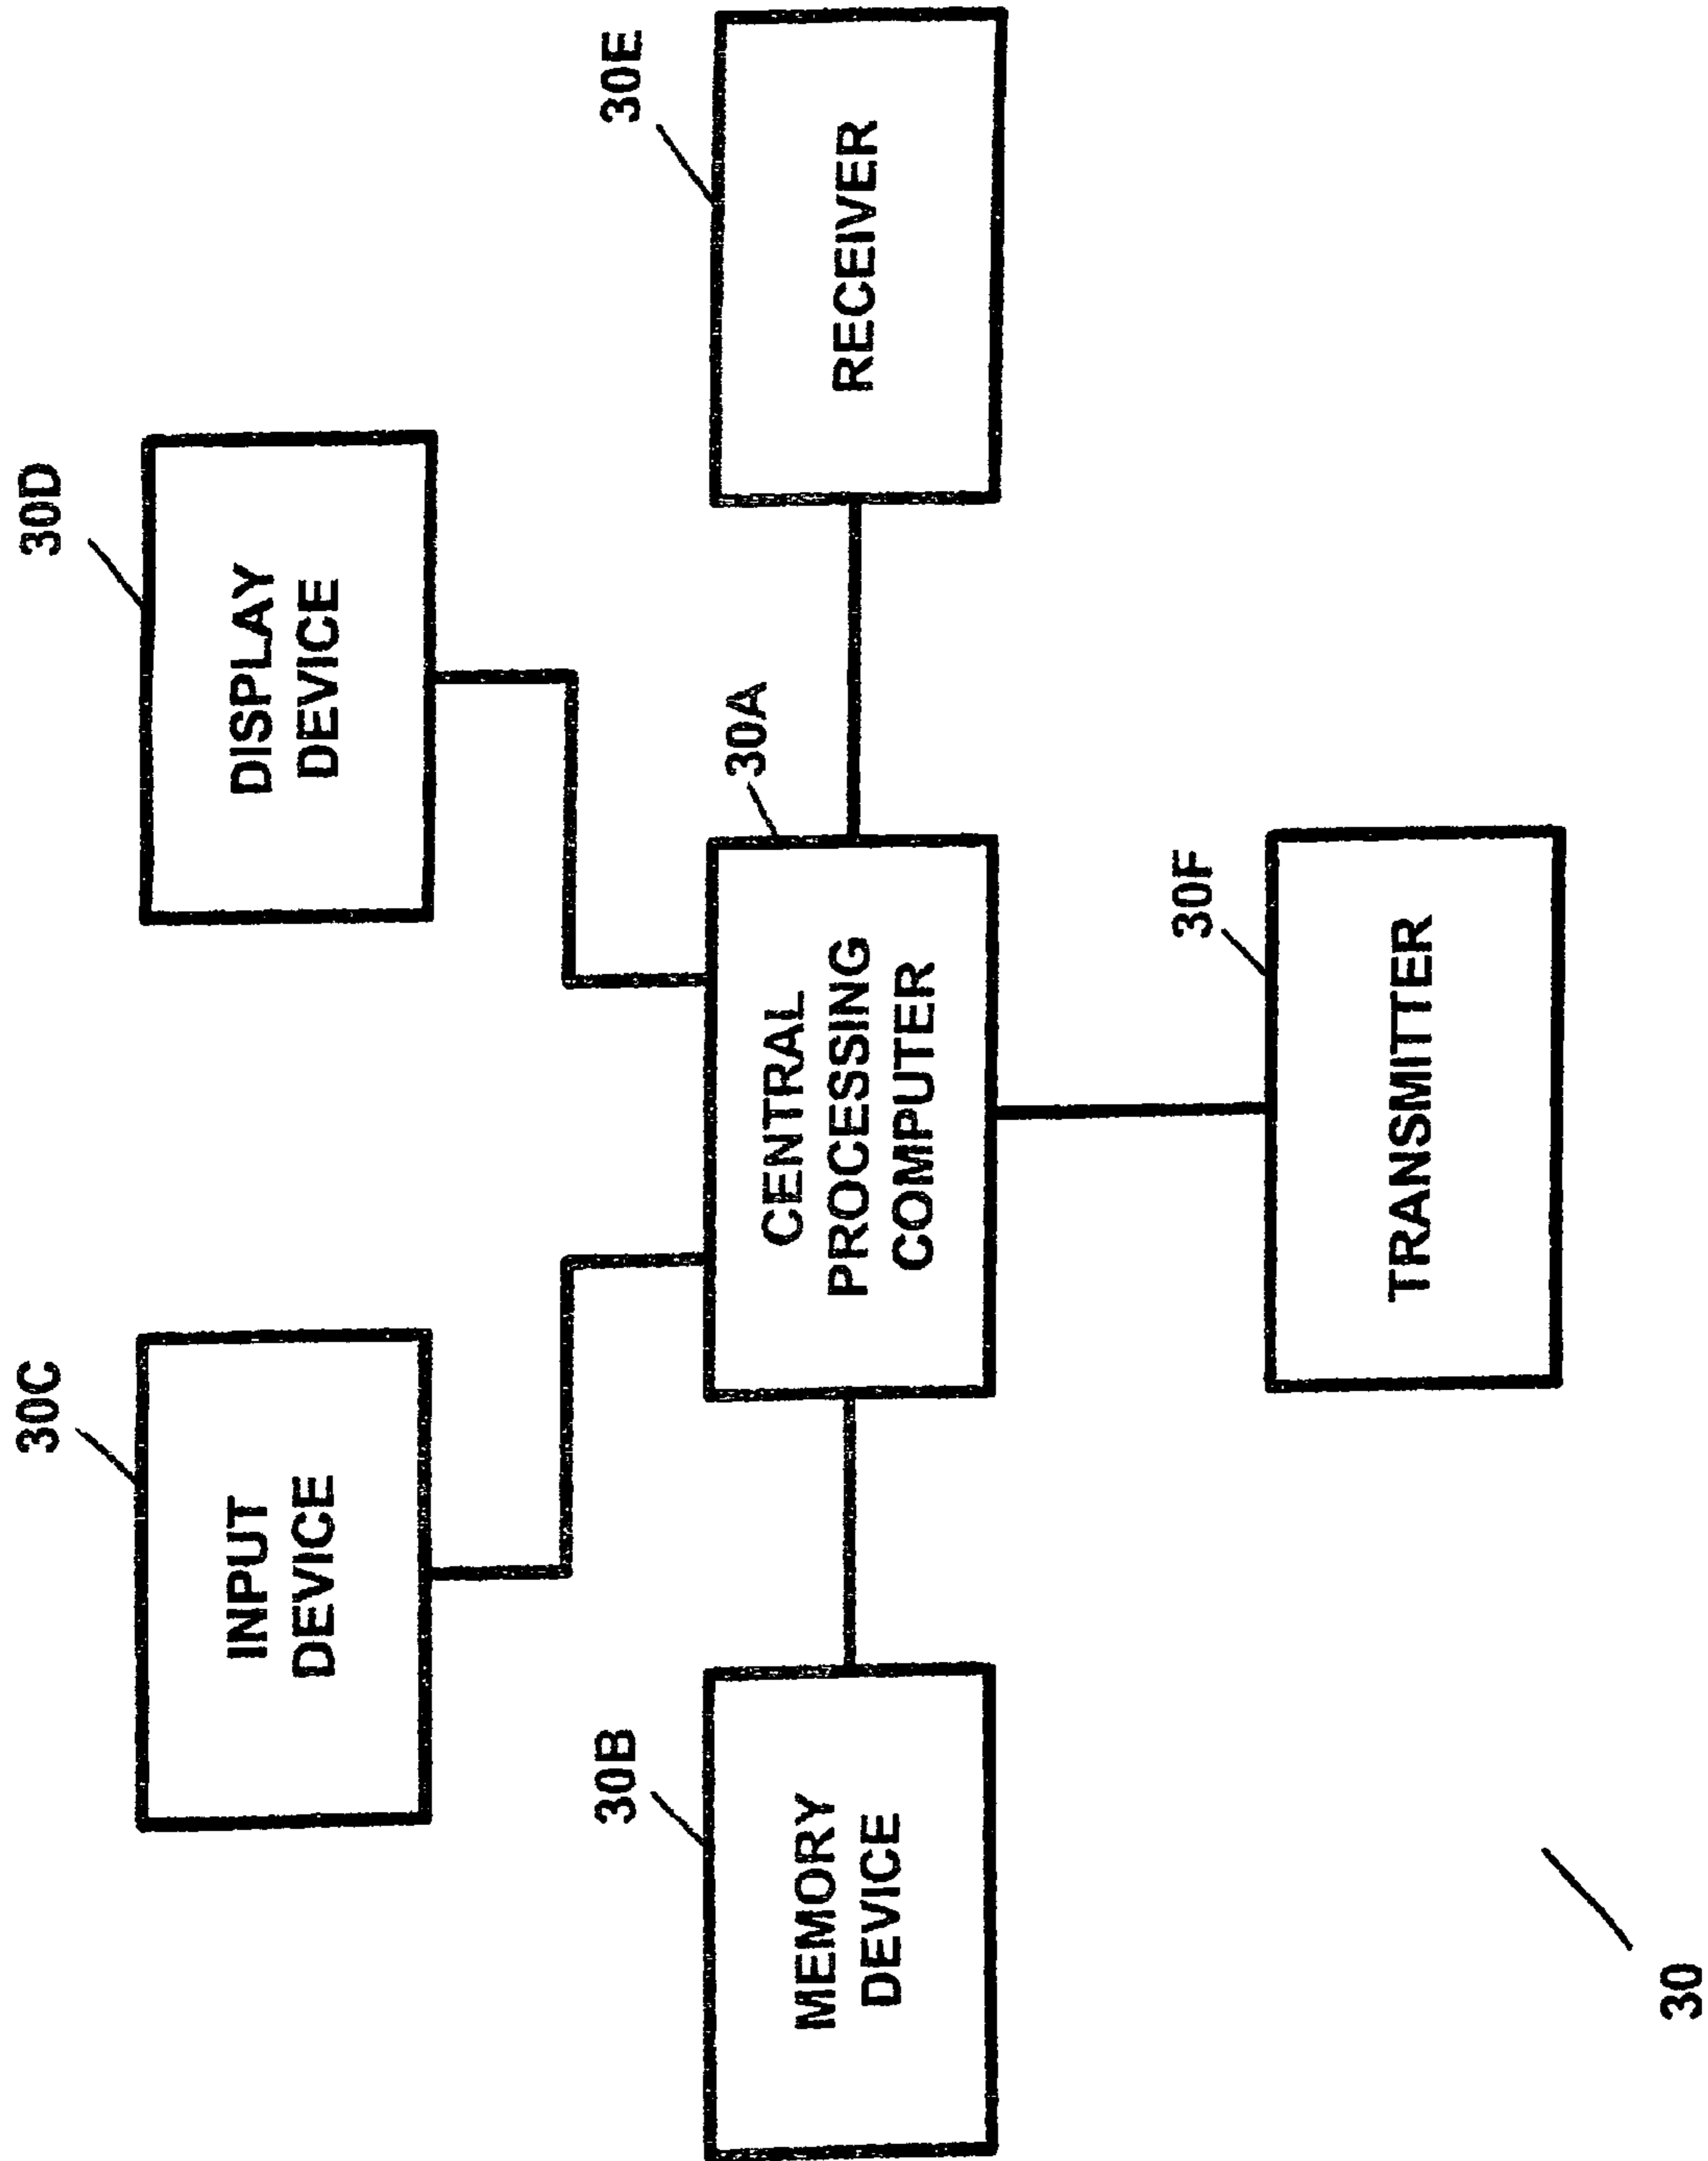 30C
30D
INPUT
DEVICE
DISPLAY
DEVICE
30B
30A
30E
MEMORY
DEVICE
CENTRAL
PROCESSING
COMPUTER
RECEIVER
30F
TRANSMITTER
30